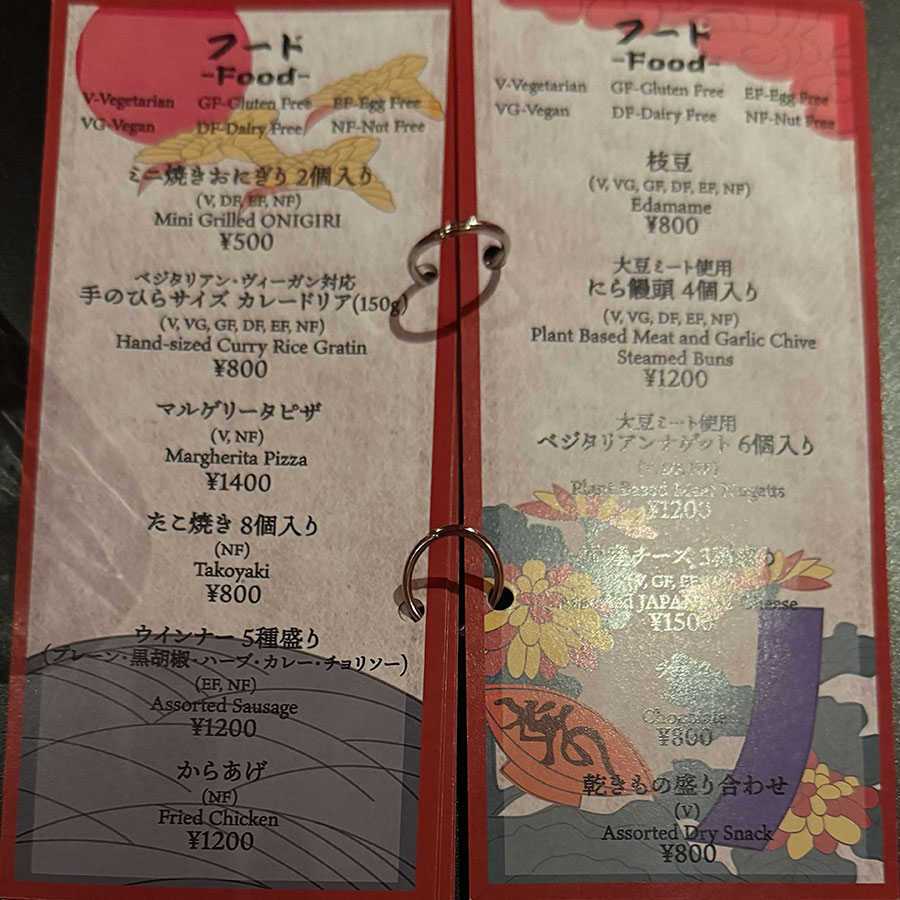 フード
-Food-
V-Vegetarian GF-Gluten Free EF-Egg Free
VG-Vegan DF-Dairy Free NF-Nut Free
ミニ焼きおにぎり 2個入り
(V, DF, EF, NF)
Mini Grilled ONIGIRI
¥500
ベジタリアン・ヴィーガン対応
手のひらサイズ カレードリア(150g)
(V, VG, GF, DF, EF, NF)
Hand-sized Curry Rice Gratin
¥800
マルゲリータピザ
(V, NF)
Margherita Pizza
¥1400
たこ焼き 8個入り
(NF)
Takoyaki
¥800
ウインナー 5種盛り
(プレーン・黒胡椒・ハーブ・カレー・チョリソー)
(EF, NF)
Assorted Sausage
¥1200
からあげ
(NF)
Fried Chicken
¥1200
フード
-Food-
V-Vegetarian GF-Gluten Free EF-Egg Free
VG-Vegan DF-Dairy Free NF-Nut Free
枝豆
(V, VG, GF, DF, EF, NF)
Edamame
¥800
大豆ミート使用
にら饅頭 4個入り
(V, VG, DF, EF, NF)
Plant Based Meat and Garlic Chive
Steamed Buns
¥1200
大豆ミート使用
ベジタリアンナゲット 6個入り
Plant Based Meat Nuggets
¥1200
チーズ 3種盛り
(V, GF, EF,
JAPANESE Cheese
¥1500
Chocolate
¥800
乾きもの盛り合わせ
(V)
Assorted Dry Snack
¥800